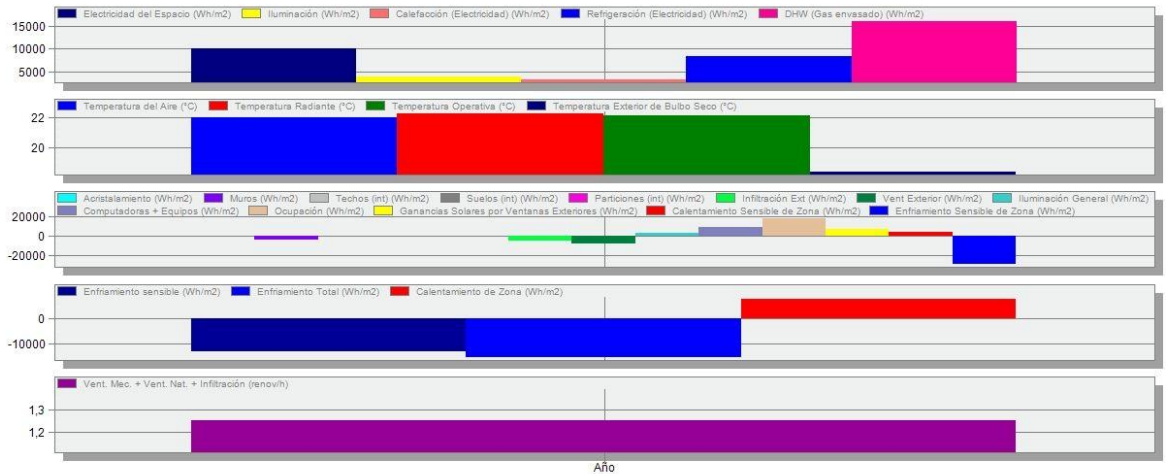 Electricidad del Espacio (Wh/m2) Iluminación (Wh/m2) Calefacción (Electricidad) (Wh/m2) Refrigeración (Electricidad) (Wh/m2) DHW (Gas envasado) (Wh/m2)
15000
10000
5000
Temperatura del Aire (°C) Temperatura Radiante (°C) Temperatura Operativa (°C) Temperatura Exterior de Bulbo Seco (°C)
22
20
Acristalamiento (Wh/m2) Muros (Wh/m2) Techos (int) (Wh/m2) Suelos (int) (Wh/m2) Particiones (int) (Wh/m2) Infiltración Ext (Wh/m2) Vent Exterior (Wh/m2) Iluminación General (Wh/m2)
Computadoras + Equipos (Wh/m2) Ocupación (Wh/m2) Ganancias Solares por Ventanas Exteriores (Wh/m2) Calentamiento Sensible de Zona (Wh/m2) Enfriamiento Sensible de Zona (Wh/m2)
20000
0
-20000
Enfriamiento sensible (Wh/m2) Enfriamiento Total (Wh/m2) Calentamiento de Zona (Wh/m2)
0
-10000
Vent. Mec. + Vent. Nat. + Infiltración (renov/h)
1,3
1,2
Año